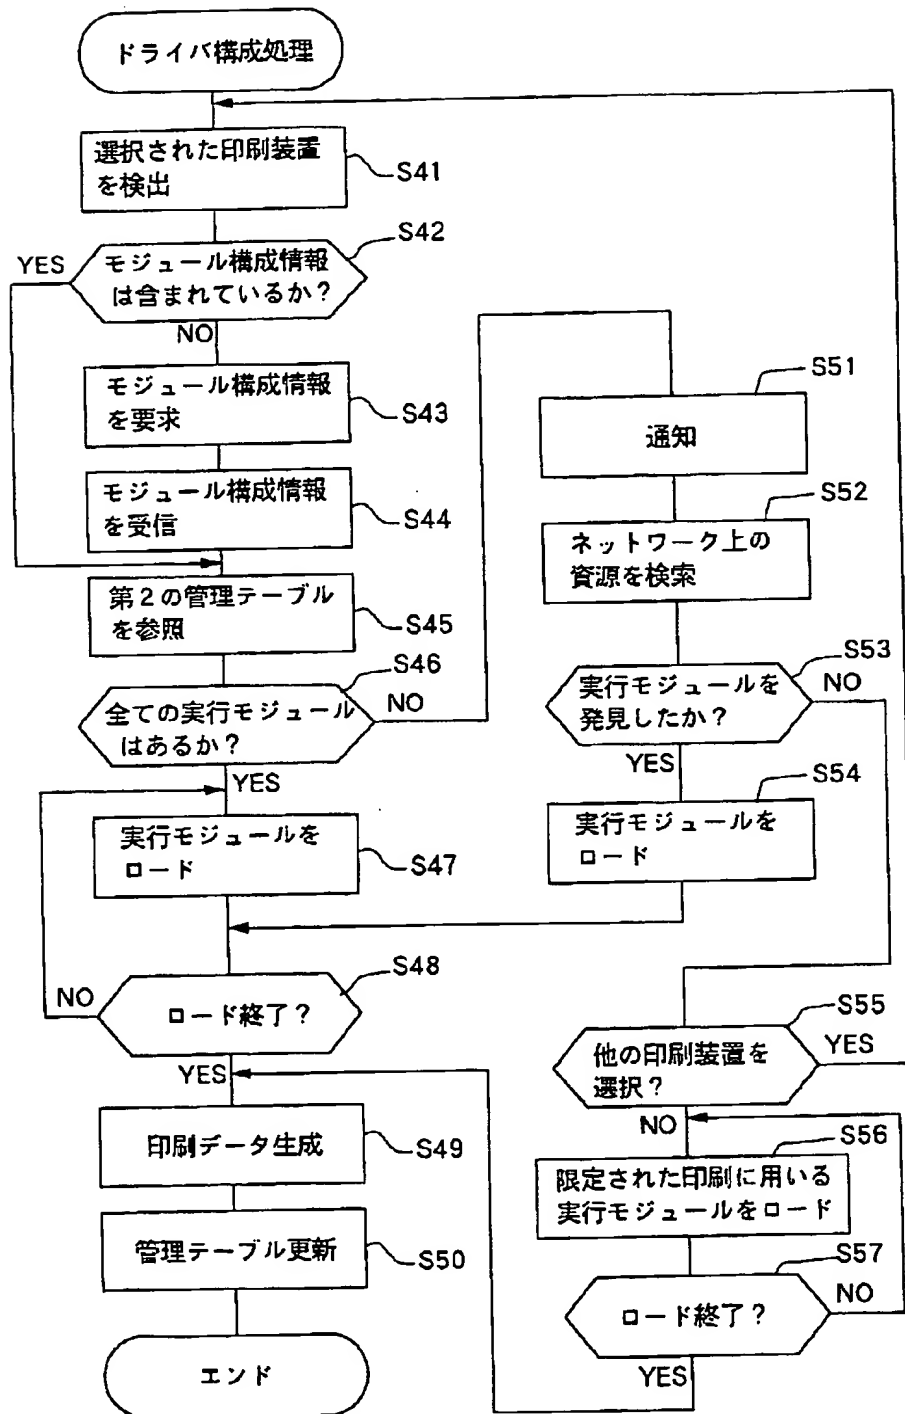 ドライバ構成処理
選択された印刷装置
を検出
S41
S42
モジュール構成情報
は含まれているか?
YES
NO
モジュール構成情報
を要求
S43
モジュール構成情報
を受信
S44
第2の管理テーブル
を参照
S45
S46
全ての実行モジュール
はあるか?
NO
YES
実行モジュールを
ロード
S47
S48
ロード終了?
NO
YES
印刷データ生成
S49
管理テーブル更新
S50
エンド
S51
通知
S52
ネットワーク上の
資源を検索
S53
実行モジュールを
発見したか?
NO
YES
S54
実行モジュールを
ロード
S55
他の印刷装置を
選択?
YES
NO
S56
限定された印刷に用いる
実行モジュールをロード
S57
ロード終了?
NO
YES